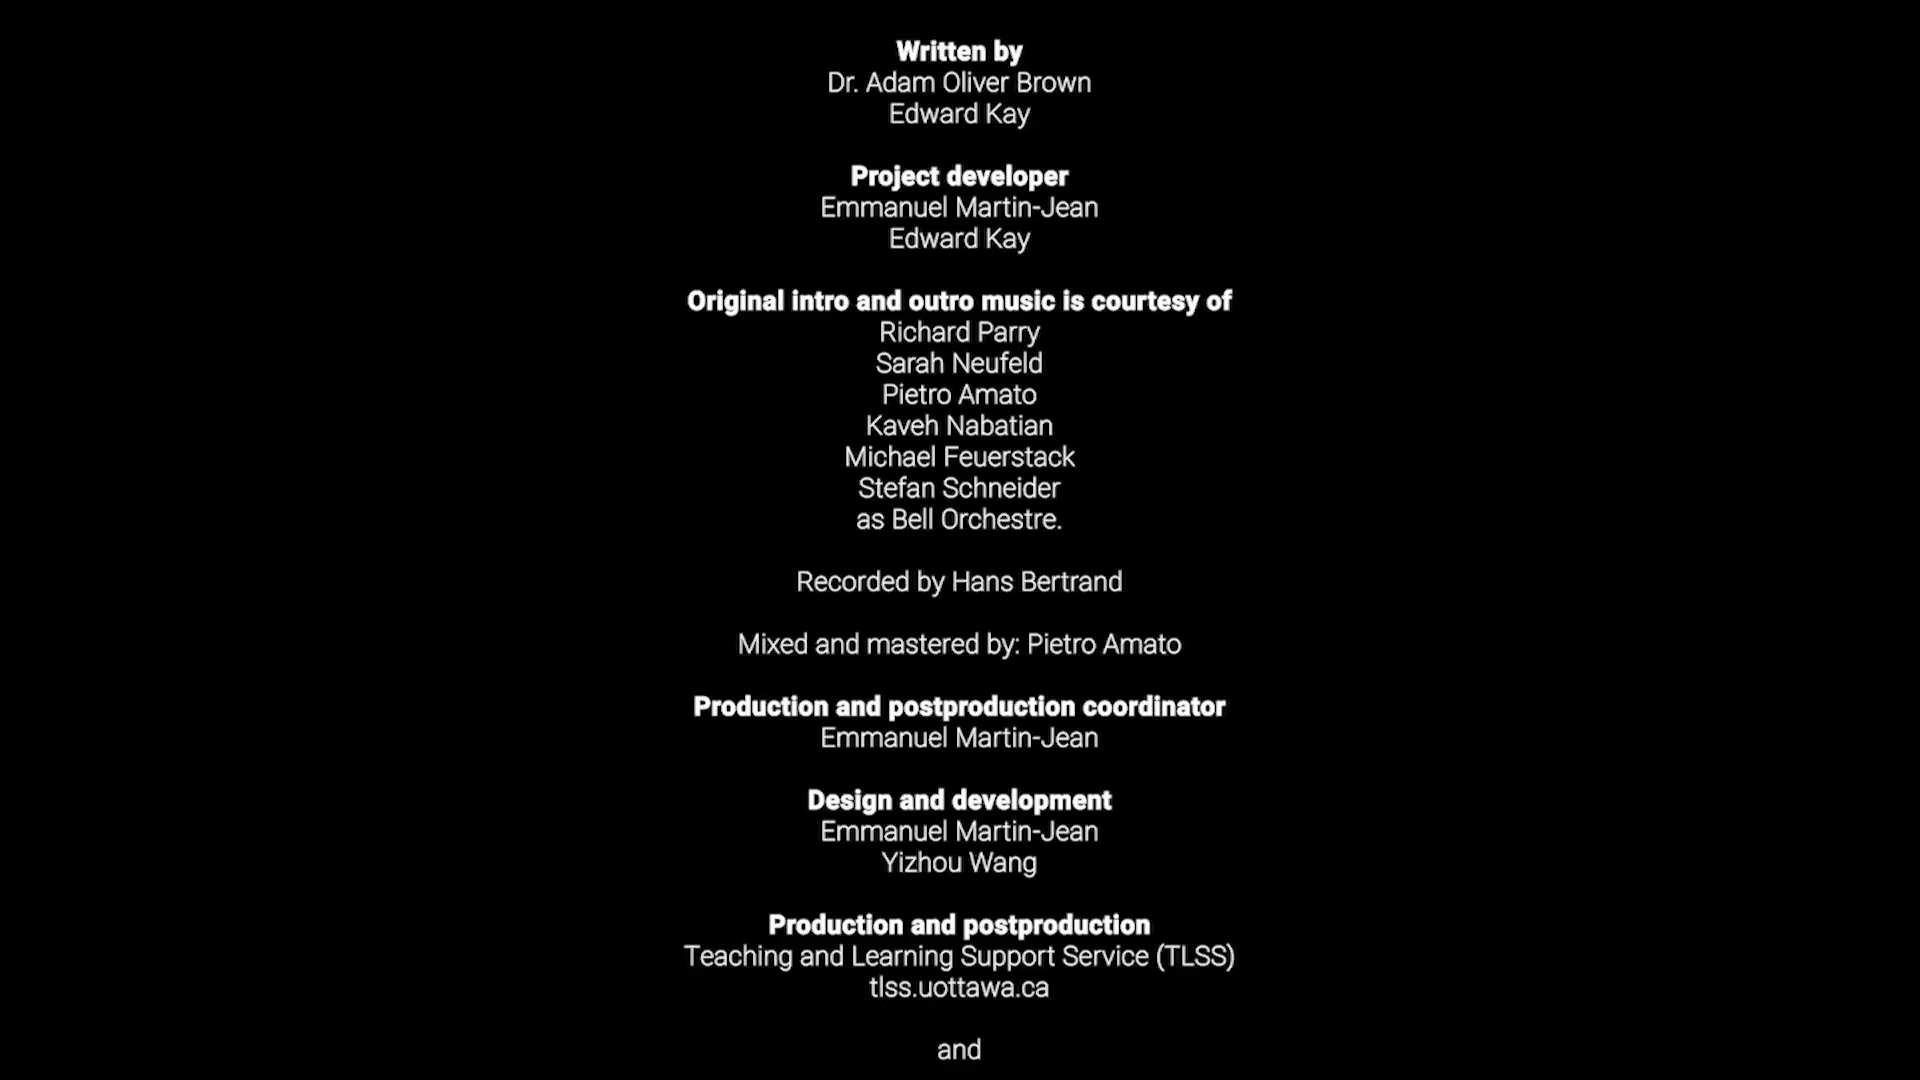 Written by
Dr. Adam Oliver Brown
Edward Kay
Project developer
Emmanuel Martin-Jean
Edward Kay
Original intro and outro music is courtesy of
Richard Parry
Sarah Neufeld
Pietro Amato
Kaveh Nabatian
Michael Feuerstack
Stefan Schneider
as Bell Orchestre.
Recorded by Hans Bertrand
Mixed and mastered by: Pietro Amato
Production and postproduction coordinator
Emmanuel Martin-Jean
Design and development
Emmanuel Martin-Jean
Yizhou Wang
Production and postproduction
Teaching and Learning Support Service (TLSS)
tlss.uottawa.ca
and